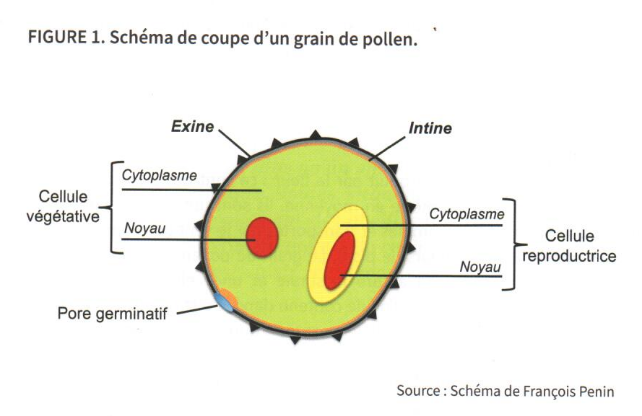 FIGURE 1. Schéma de coupe d'un grain de pollen.
Exine
Intine
Cytoplasme
Cellule
végétative
Noyau
Cytoplasme
Cellule
reproductrice
Noyau
Pore germinatif
Source : Schéma de François Penin